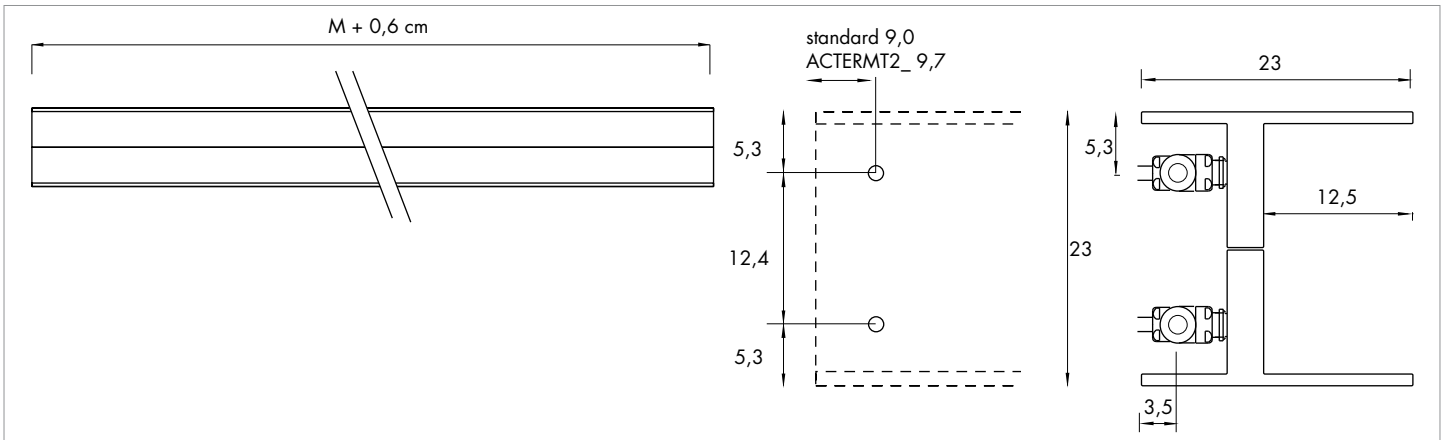 M + 0,6 cm
standard 9,0
ACTERMT2_ 9,7
5,3
12,4
5,3
23
23
5,3
12,5
3,5